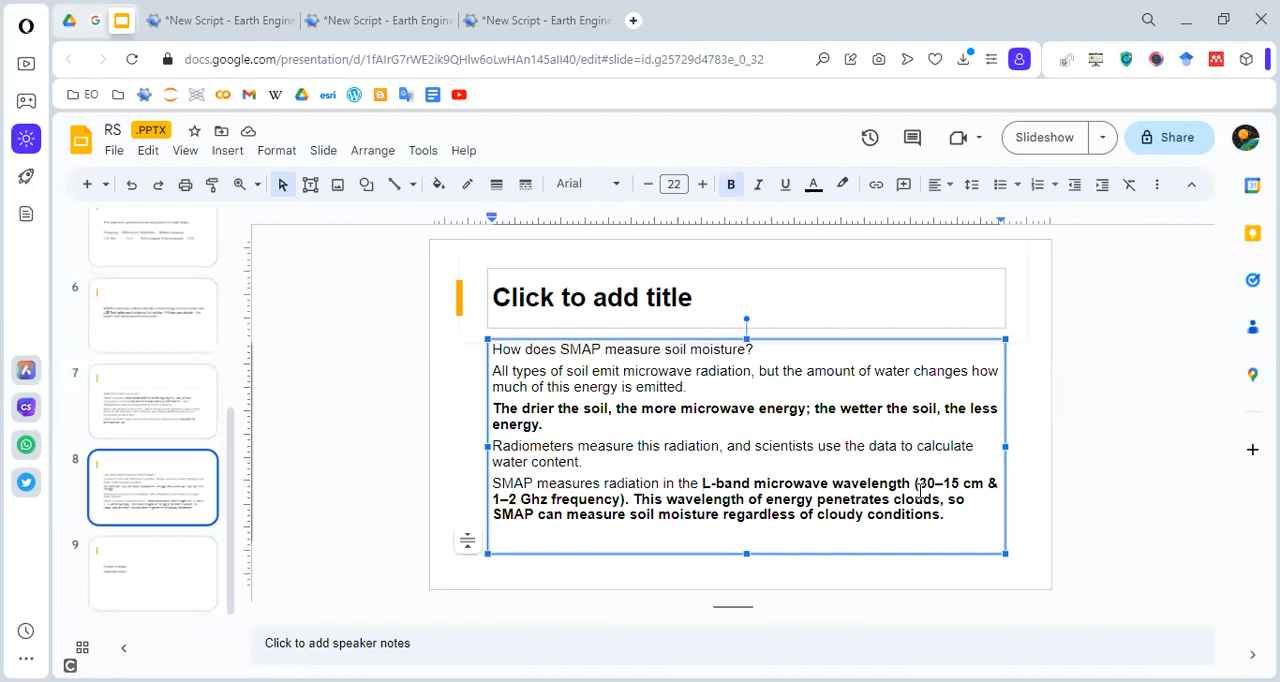 *New Script - Earth Engine
*New Script - Earth Engine
*New Script - Earth Engine
docs.google.com/presentation/d/1fAIrG7rWE2ik9QHlw6oLwHAn145aII40/edit#slide=id.g25729d4783e_0_32
EO
esri
W
RS .PPTX
File Edit View Insert Format Slide Arrange Tools Help
Slideshow
Share
Arial
22
B I U A
6
7
8
9
Click to add title
How does SMAP measure soil moisture?
All types of soil emit microwave radiation, but the amount of water changes how
much of this energy is emitted.
The drier the soil, the more microwave energy; the wetter the soil, the less
energy.
Radiometers measure this radiation, and scientists use the data to calculate
water content.
SMAP measures radiation in the L-band microwave wavelength (30–15 cm &
1–2 GHz frequency). This wavelength of energy penetrates clouds, so
SMAP can measure soil moisture regardless of cloudy conditions.
Click to add speaker notes